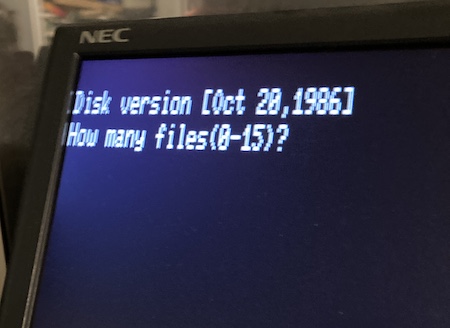 NEC
[Disk version [Oct 20,1986]
How many files(0-15)?